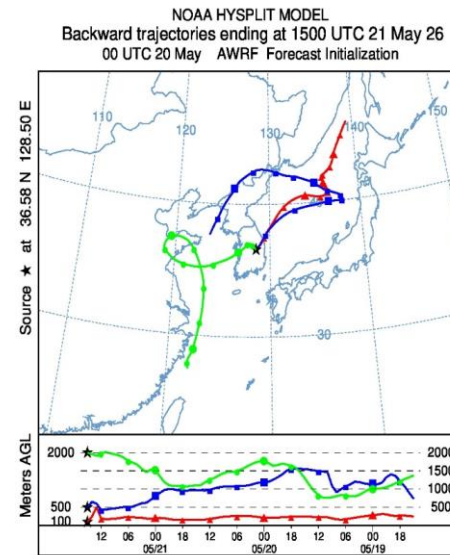 NOAA HYSPLIT MODEL
Backward trajectories ending at 1500 UTC 21 May 26
00 UTC 20 May AWRF Forecast Initialization
110 120 130 140 150
40
30
Source ★ at 36.58 N 128.50 E
Meters AGL
2000 2000
1500
1000
500 500
100
12 06 00 18 12 06 00 18 12 06 00 18
05/21 05/20 05/19